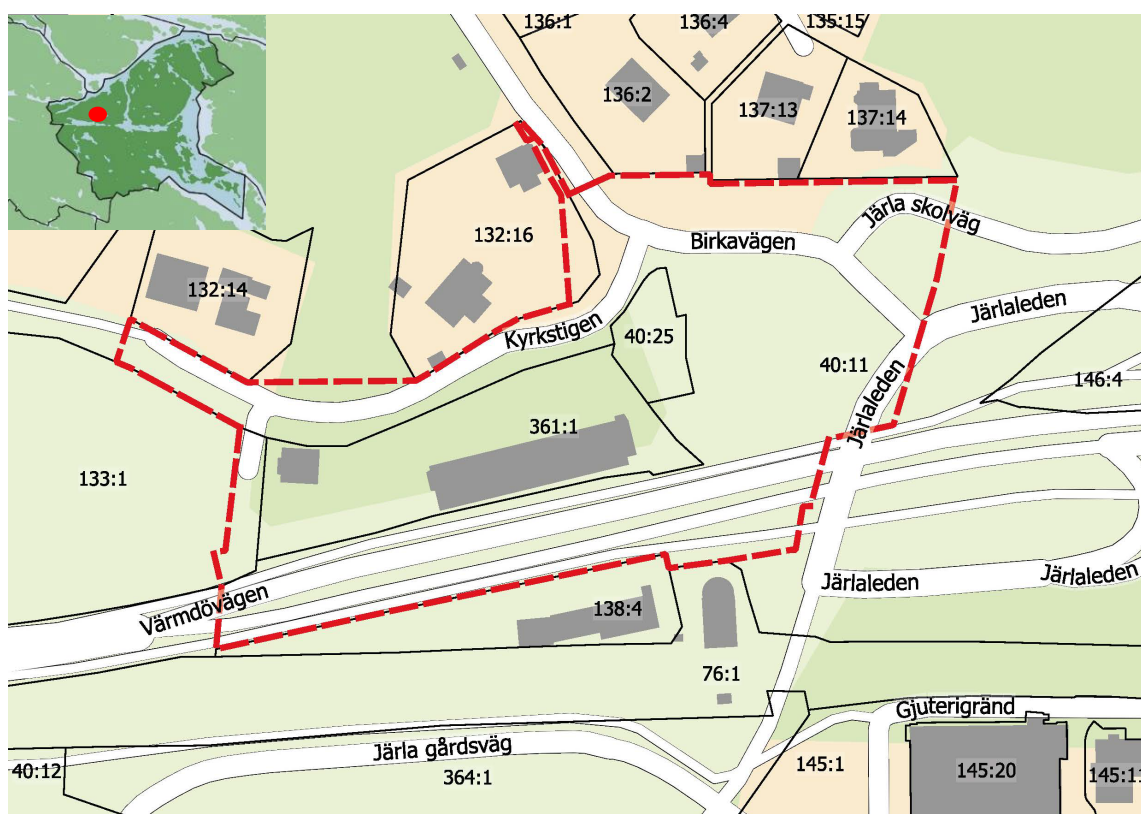 136:1
136:4
135:15
136:2
137:13
137:14
132:16
Järla skolväg
Birkavägen
132:14
Kyrkstigen
40:25
Järlaleden
40:11
Järlaleden
146:4
361:1
133:1
Värmdövägen
138:4
Järlaleden
Järlaleden
76:1
Gjuterigränd
Järla gårdsväg
40:12
364:1
145:1
145:20
145:11